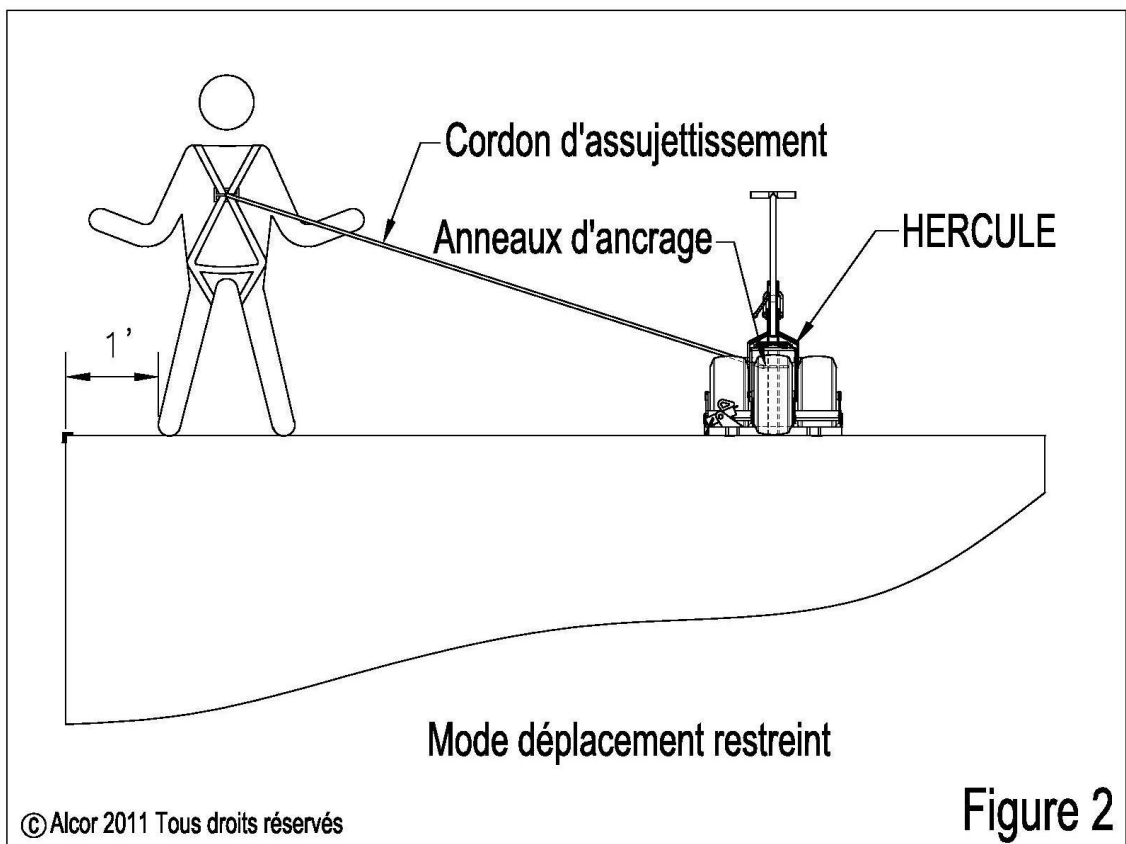 Cordon d'assujettissement
Anneaux d'ancrage
HERCULE
1'
Mode déplacement restreint
© Alcor 2011 Tous droits réservés
Figure 2